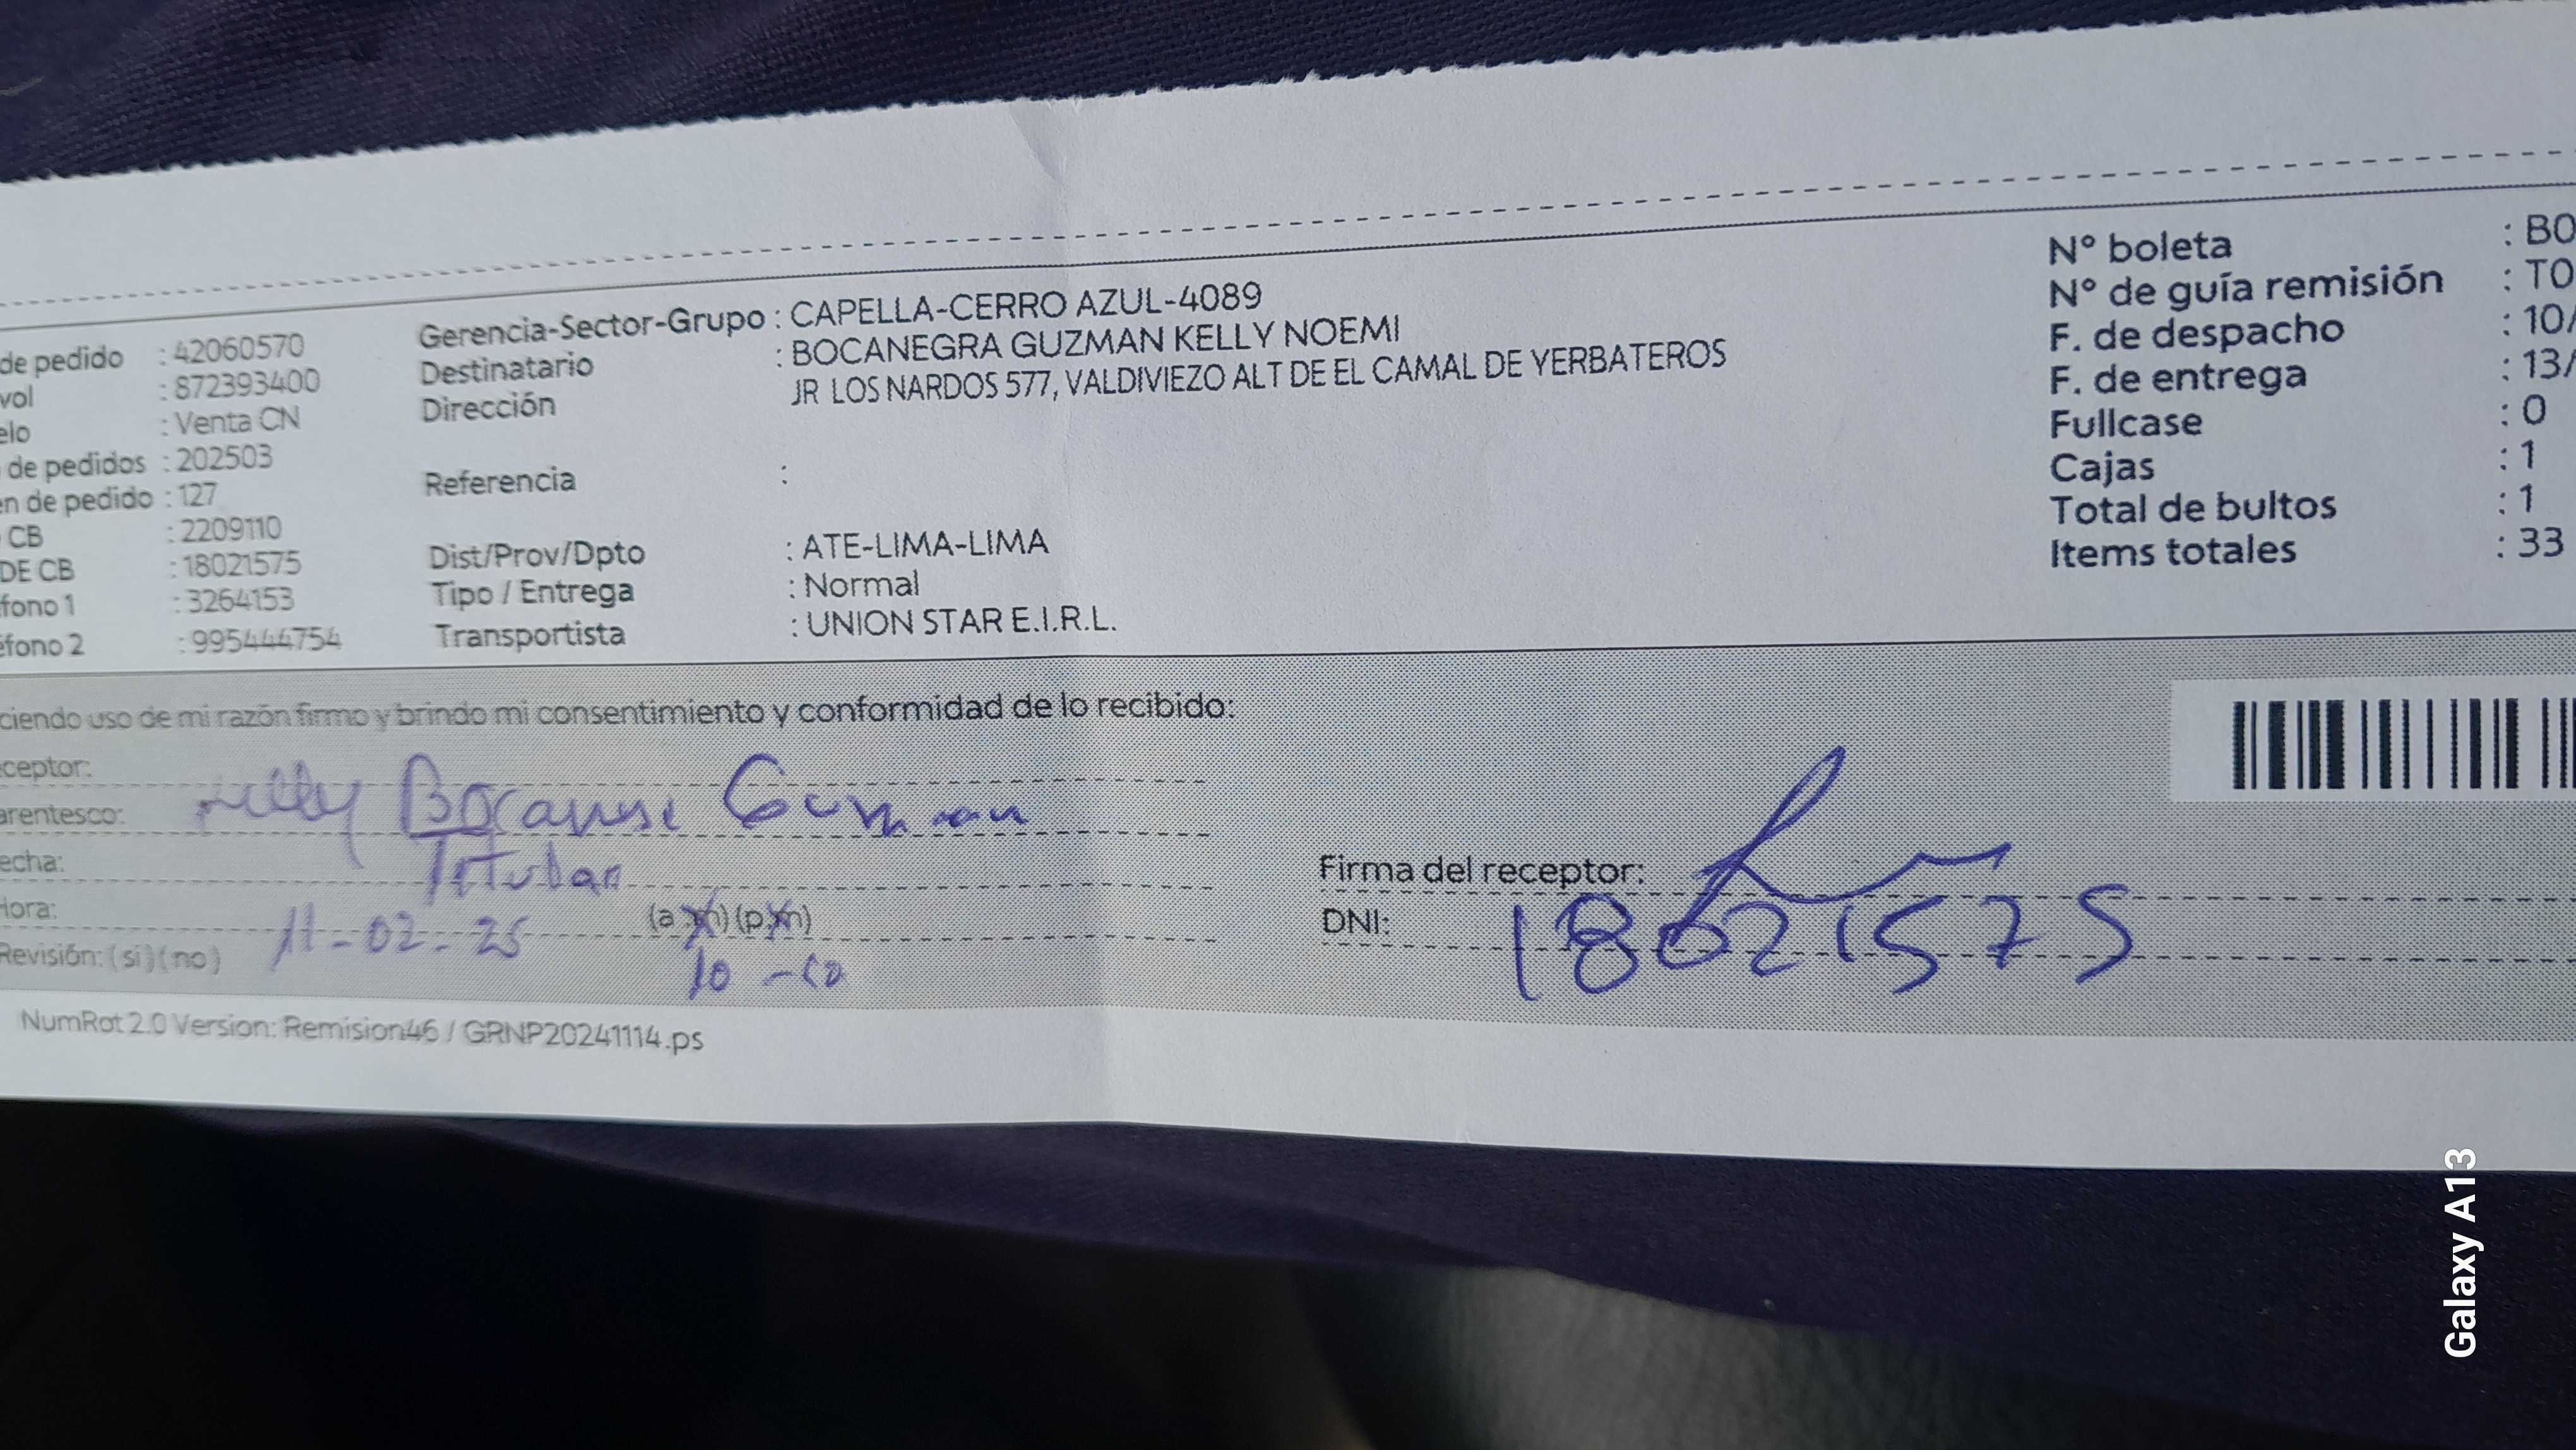 de pedido : 42060570
vol : 872393400
elo : Venta CN
de pedidos : 202503
en de pedido : 127
CB : 2209110
DE CB : 18021575
fono 1 : 3264153
éfono 2 : 995444754
Gerencia-Sector-Grupo : CAPELLA-CERRO AZUL-4089
Destinatario : BOCANEGRA GUZMAN KELLY NOEMI
Dirección JR LOS NARDOS 577, VALDIVIEZO ALT DE EL CAMAL DE YERBATEROS
Referencia :
Dist/Prov/Dpto : ATE-LIMA-LIMA
Tipo / Entrega : Normal
Transportista : UNION STAR E.I.R.L.
N° boleta : B0
N° de guía remisión : T0
F. de despacho : 10/
F. de entrega : 13/
Fullcase : 0
Cajas : 1
Total de bultos : 1
Items totales : 33
ciendo uso de mi razón firmo y brindo mi consentimiento y conformidad de lo recibido:
ceptor:
arentesco: Kelly Guzman
echa: Titular
Hora: 11-02-25 (a m) (p m)
Revisión: (si) (no) 10
Firma del receptor:
DNI: 18021575
NumRot 2.0 Version: Remision46 / GRNP20241114.ps
Galaxy A13